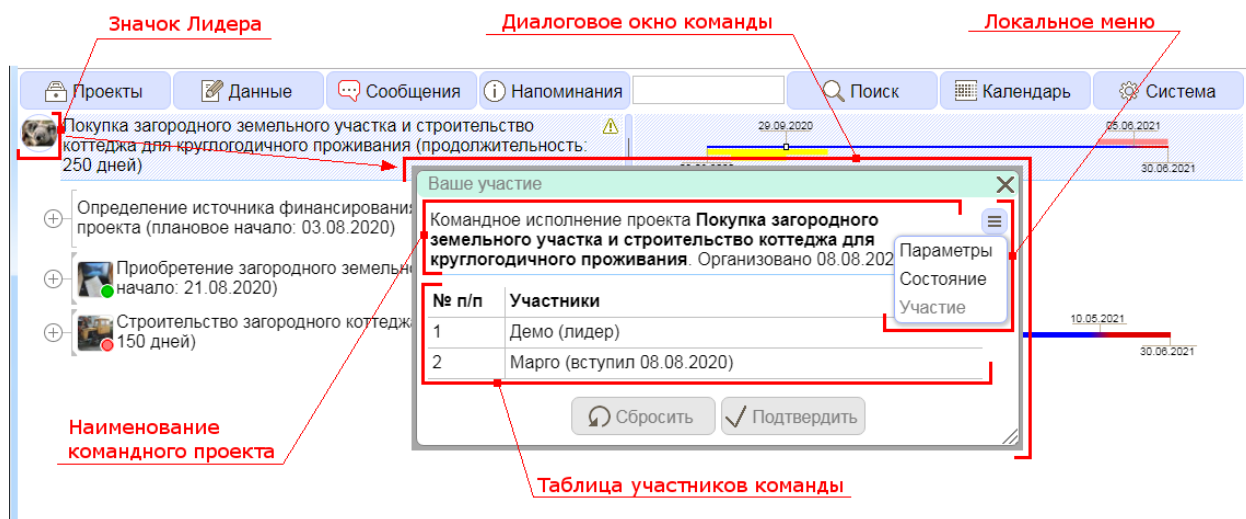 Значок Лидера
Диалоговое окно команды
Локальное меню
Проекты
Данные
Сообщения
Напоминания
Поиск
Календарь
Система
Покупка загородного земельного участка и строительство
коттеджа для круглогодичного проживания (продолжительность:
250 дней)
29.09.2020
05.06.2021
30.06.2021
Определение источника финансирования
проекта (плановое начало: 03.08.2020)
Приобретение загородного земельно
начало: 21.08.2020)
Строительство загородного коттеджа
150 дней)
10.05.2021
30.06.2021
Ваше участие
Командное исполнение проекта Покупка загородного
земельного участка и строительство коттеджа для
круглогодичного проживания. Организовано 08.08.202
Параметры
Состояние
Участие
№ п/п Участники
1 Демо (лидер)
2 Марго (вступил 08.08.2020)
Сбросить
Подтвердить
Наименование
командного проекта
Таблица участников команды